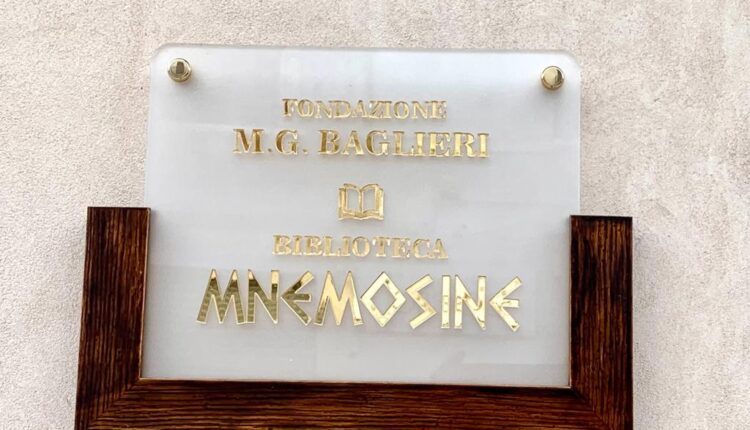 FONDAZIONE
M.G. BAGLIERI
BIBLIOTECA
MNEMOSINE